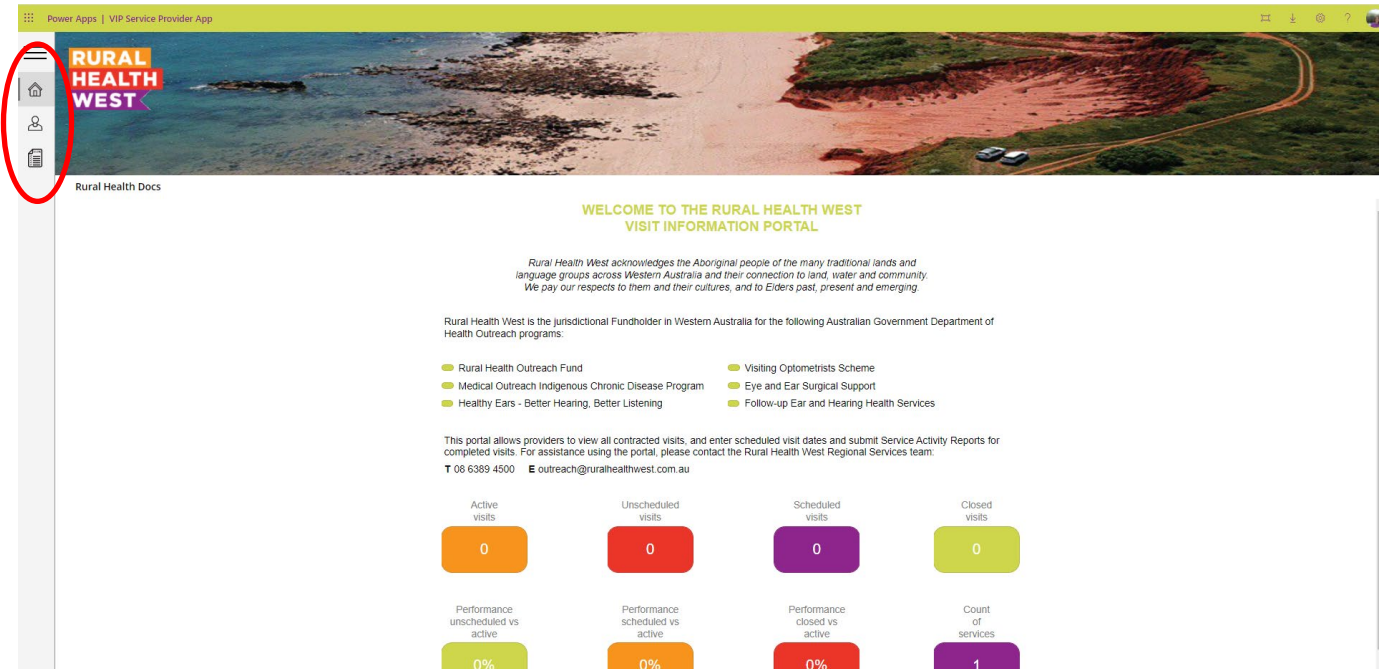 Power Apps | VIP Service Provider App
?
RURAL
HEALTH
WEST
Rural Health Docs
WELCOME TO THE RURAL HEALTH WEST
VISIT INFORMATION PORTAL
Rural Health West acknowledges the Aboriginal people of the many traditional lands and
language groups across Western Australia and their connection to land, water and community.
We pay our respects to them and their cultures, and to Elders past, present and emerging.
Rural Health West is the jurisdictional Fundholder in Western Australia for the following Australian Government Department of
Health Outreach programs:
Rural Health Outreach Fund
Medical Outreach Indigenous Chronic Disease Program
Healthy Ears - Better Hearing, Better Listening
Visiting Optometrists Scheme
Eye and Ear Surgical Support
Follow-up Ear and Hearing Health Services
This portal allows providers to view all contracted visits, and enter scheduled visit dates and submit Service Activity Reports for
completed visits. For assistance using the portal, please contact the Rural Health West Regional Services team:
T 08 6389 4500 E outreach@ruralhealthwest.com.au
Active
visits
0
Unscheduled
visits
0
Scheduled
visits
0
Closed
visits
0
Performance
unscheduled vs
active
0%
Performance
scheduled vs
active
0%
Performance
closed vs
active
0%
Count
of
services
1